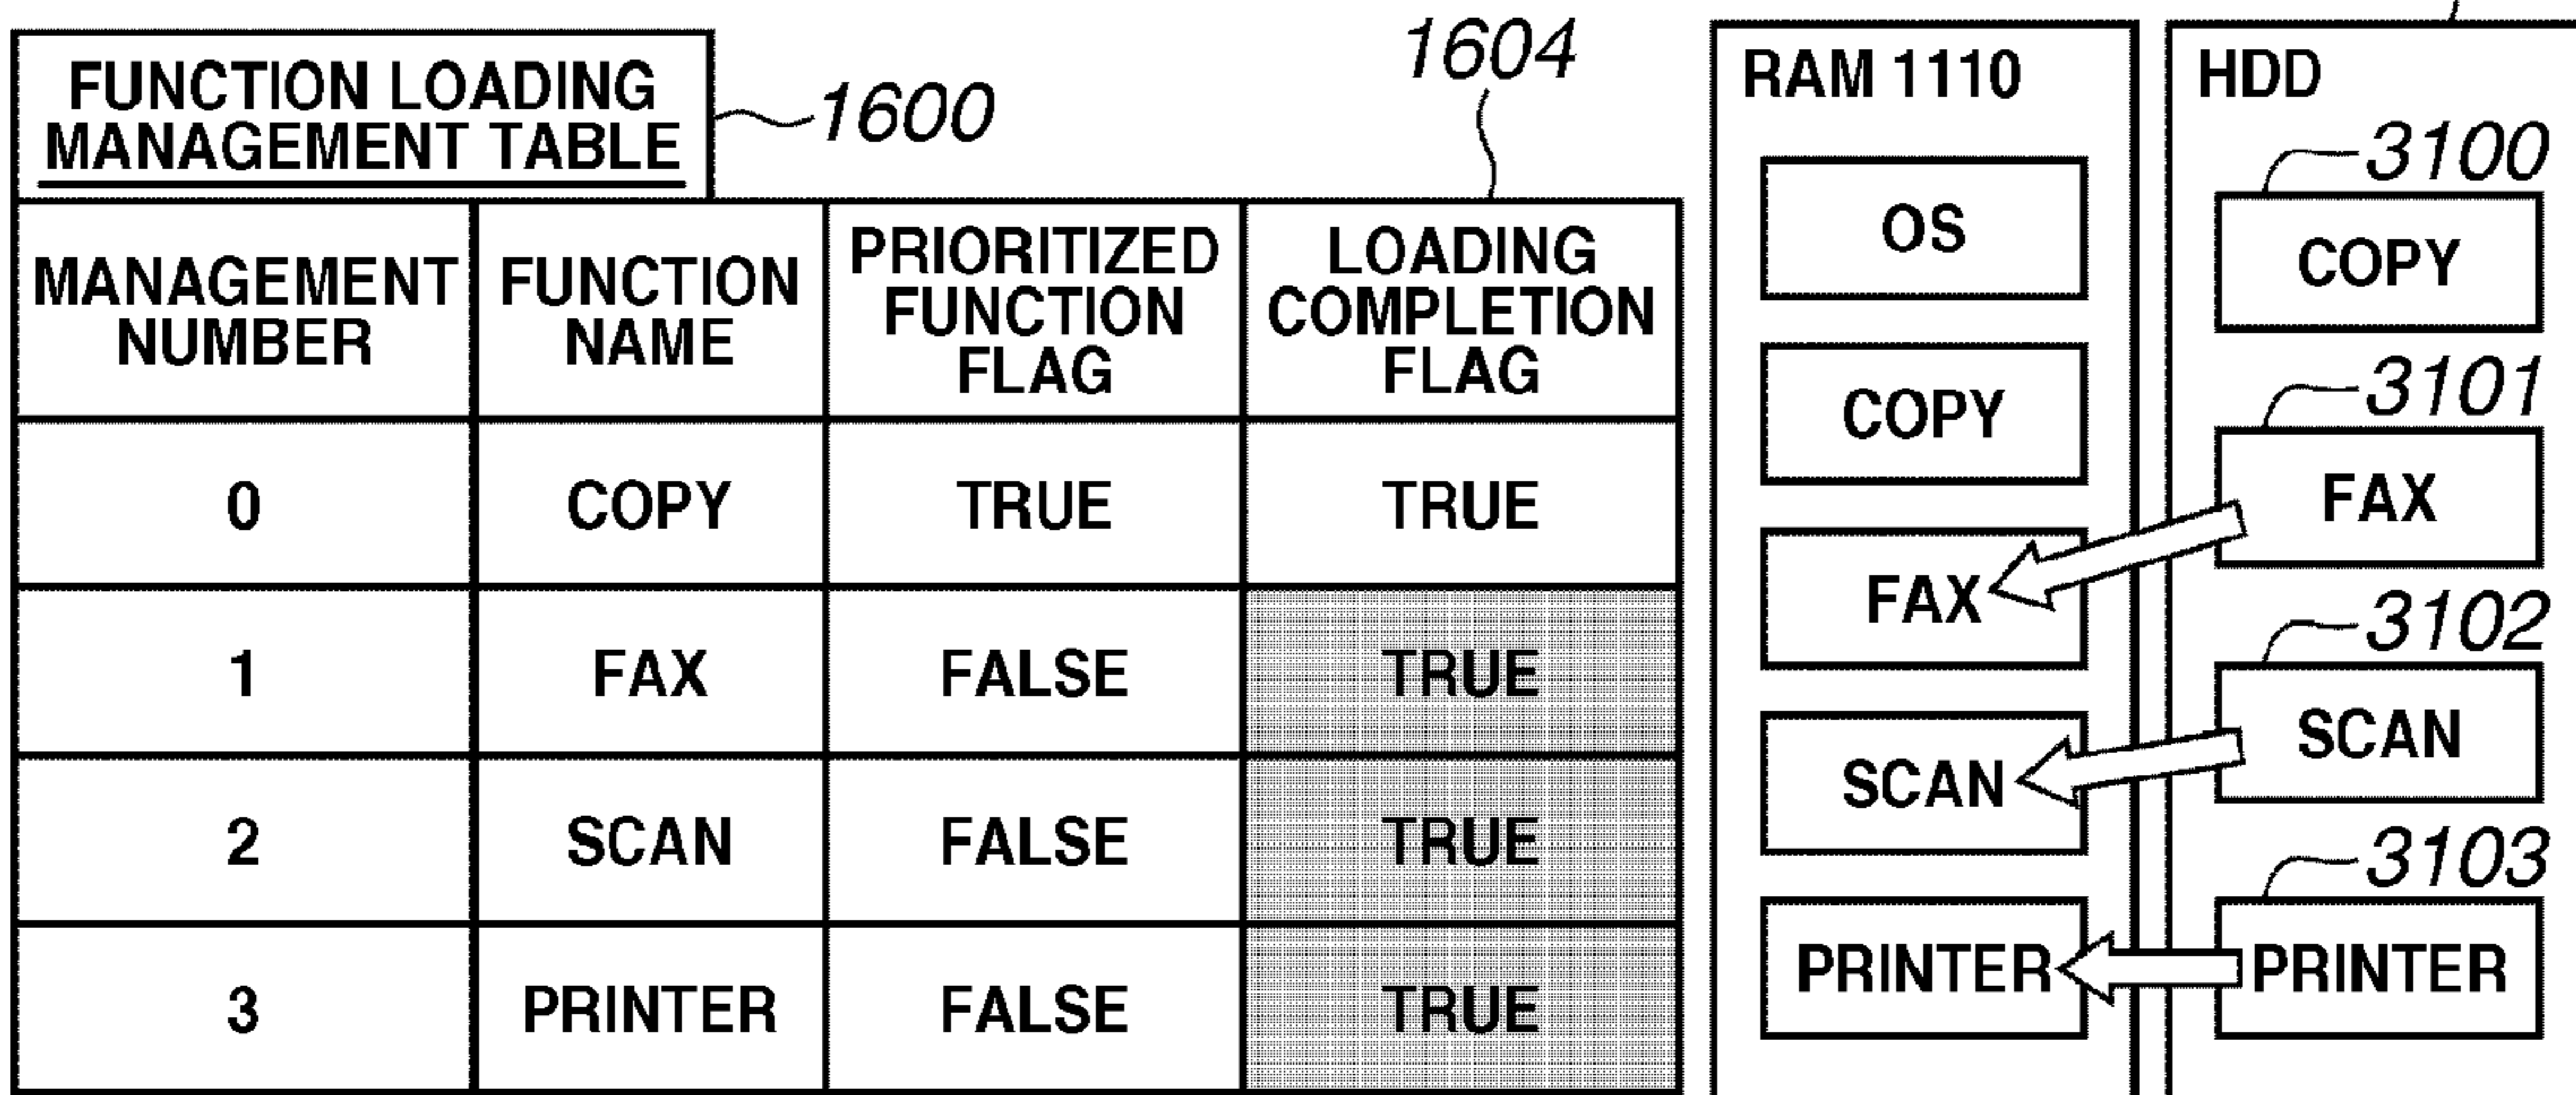 FUNCTION LOADING
MANAGEMENT TABLE
1600
1604
MANAGEMENT
NUMBER
FUNCTION
NAME
PRIORITIZED
FUNCTION
FLAG
LOADING
COMPLETION
FLAG
0
COPY
TRUE
TRUE
1
FAX
FALSE
TRUE
2
SCAN
FALSE
TRUE
3
PRINTER
FALSE
TRUE
RAM 1110
OS
COPY
FAX
SCAN
PRINTER
HDD
3100
COPY
3101
FAX
3102
SCAN
3103
PRINTER